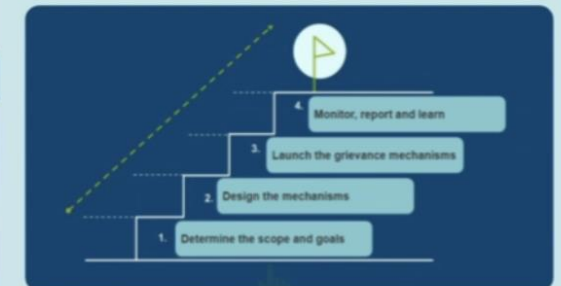 4. Monitor, report and learn
3. Launch the grievance mechanisms
2. Design the mechanisms
1. Determine the scope and goals